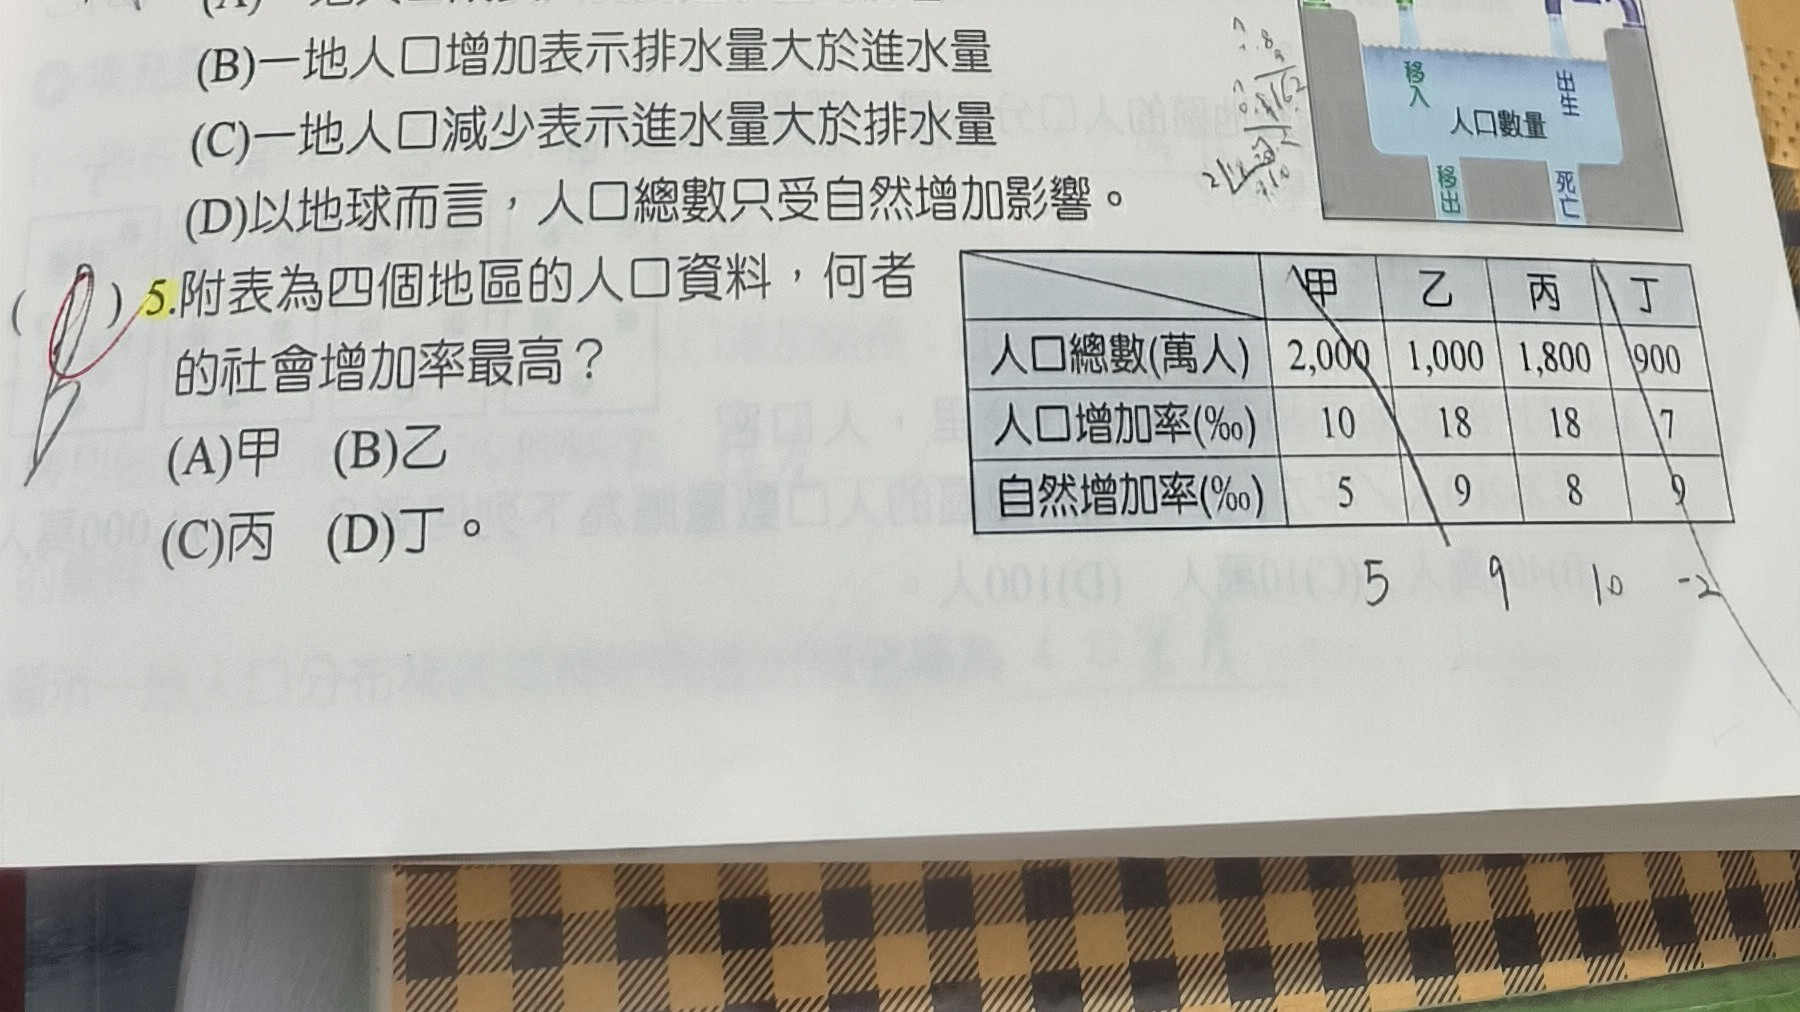 (B)一地人口增加表示排水量大於進水量
(C)一地人口減少表示進水量大於排水量
(D)以地球而言，人口總數只受自然增加影響。
移入
出生
人口數量
移出
死亡
( ) 5.附表為四個地區的人口資料，何者
的社會增加率最高？
(A)甲 (B)乙
(C)丙 (D)丁。
甲 乙 丙 丁
人口總數(萬人) 2,000 1,000 1,800 900
人口增加率(‰) 10 18 18 7
自然增加率(‰) 5 9 8 9
5 9 10 -2